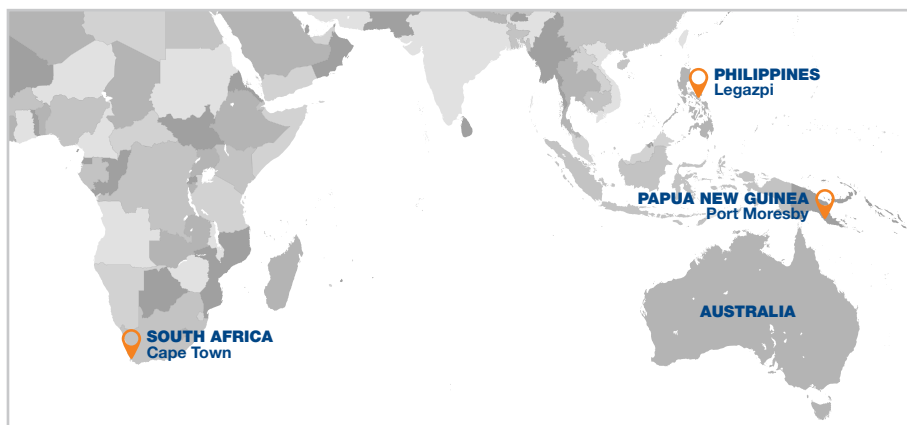 PHILIPPINES
Legazpi
PAPUA NEW GUINEA
Port Moresby
AUSTRALIA
SOUTH AFRICA
Cape Town